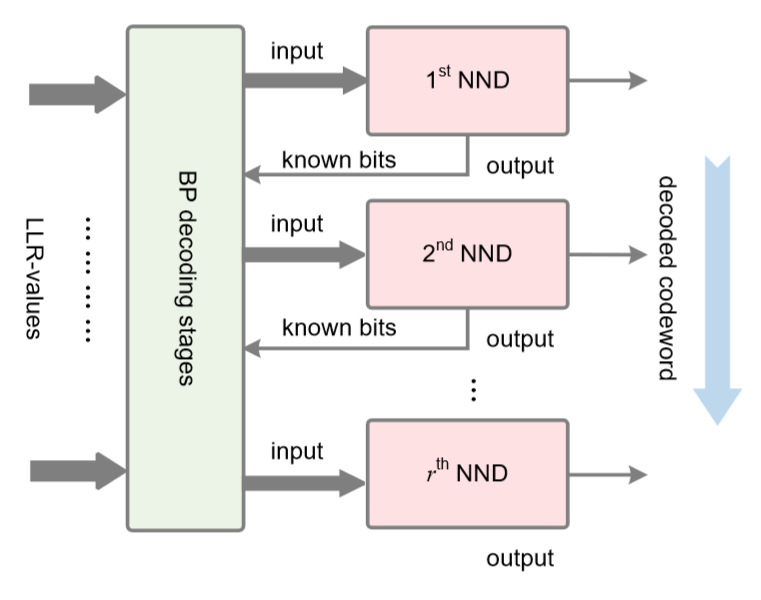 LLR-values
... ... ... ...
BP decoding stages
input
1st NND
known bits
output
input
2nd NND
known bits
output
...
input
rth NND
output
decoded codeword